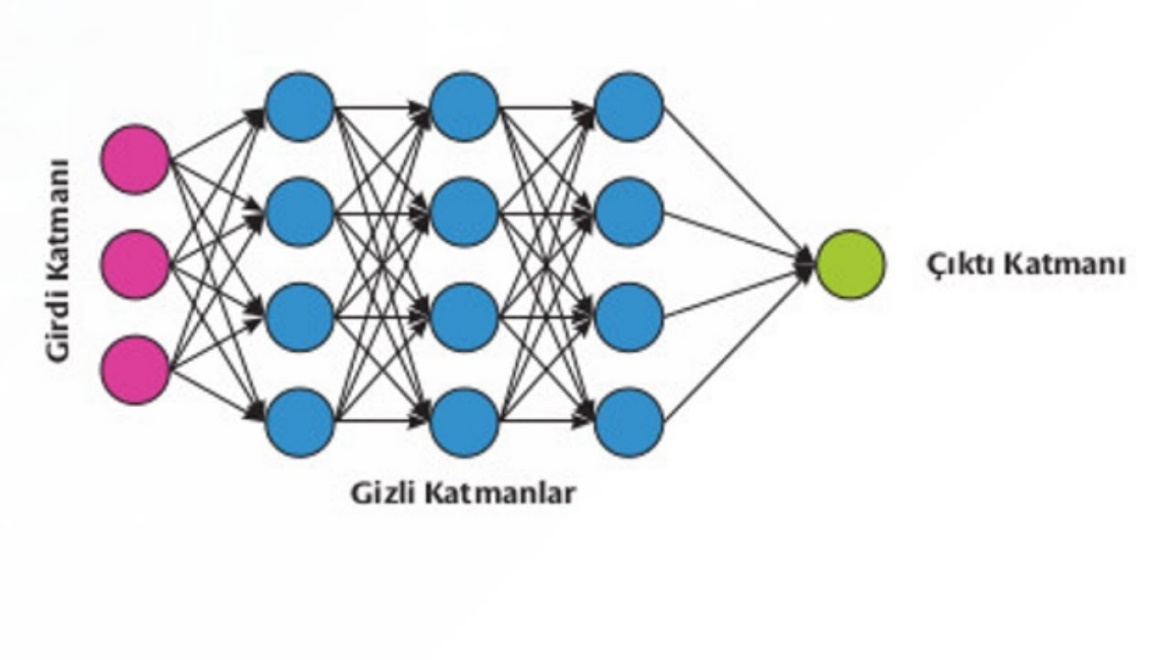 Girdi Katmanı
Gizli Katmanlar
Çıktı Katmanı